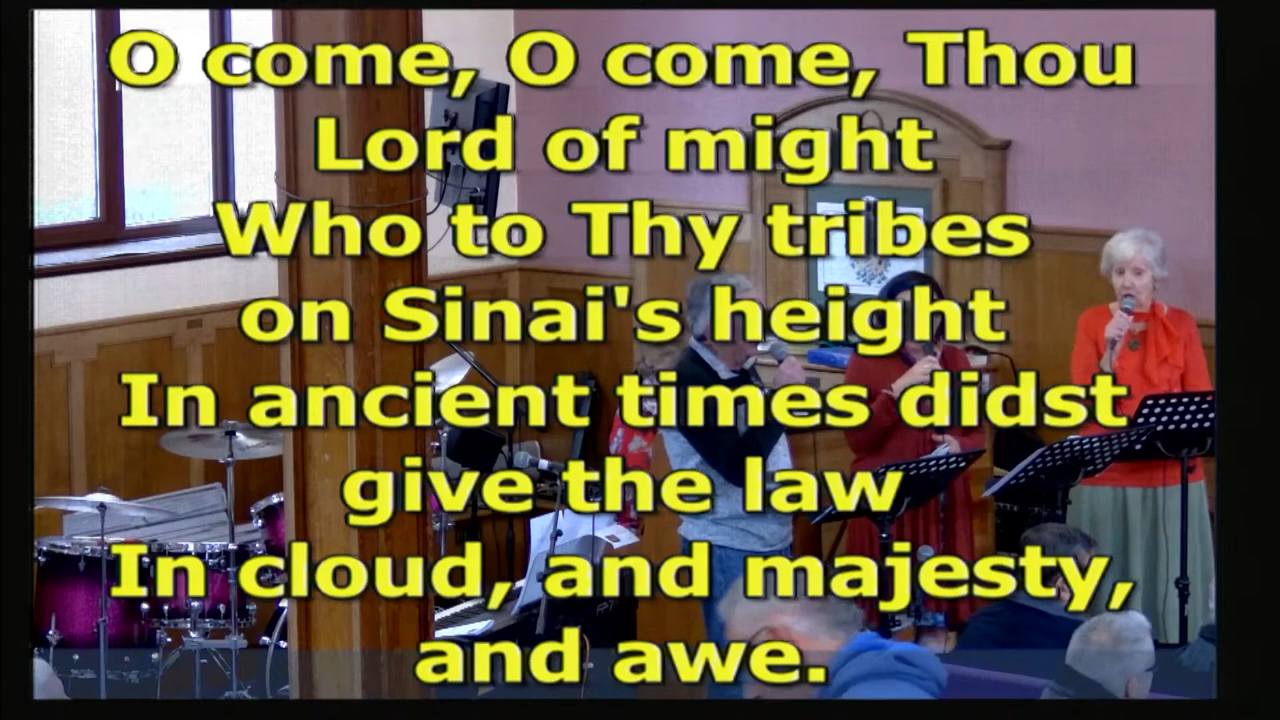 O come, O come, Thou
Lord of might
Who to Thy tribes
on Sinai's height
In ancient times didst
give the law
In cloud, and majesty,
and awe.